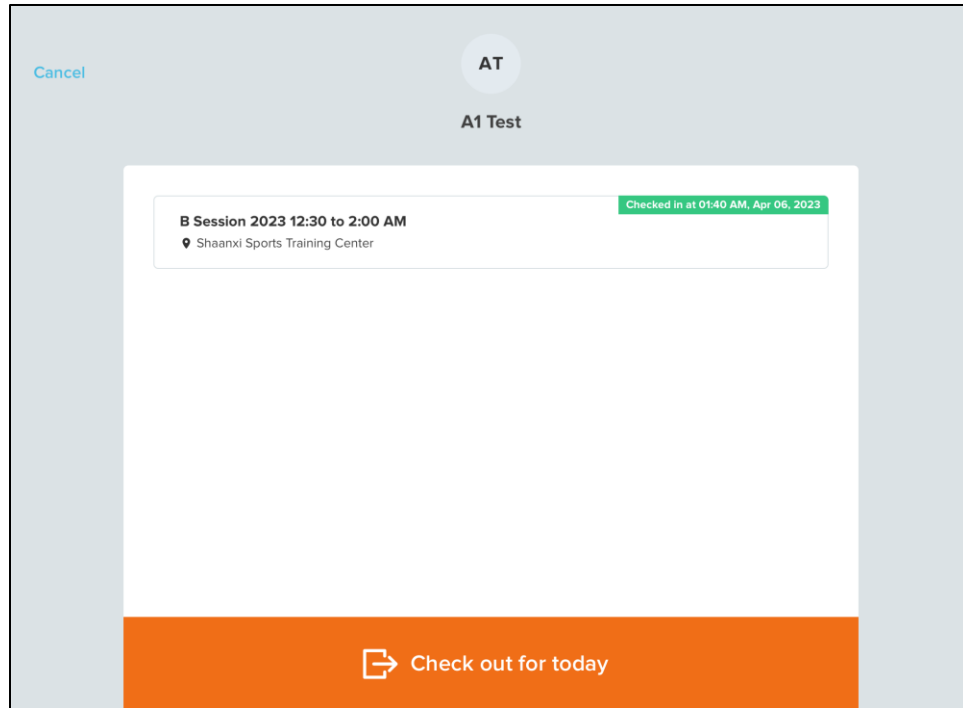 Cancel
AT
A1 Test
Checked in at 01:40 AM, Apr 06, 2023
B Session 2023 12:30 to 2:00 AM
Shaanxi Sports Training Center
Check out for today